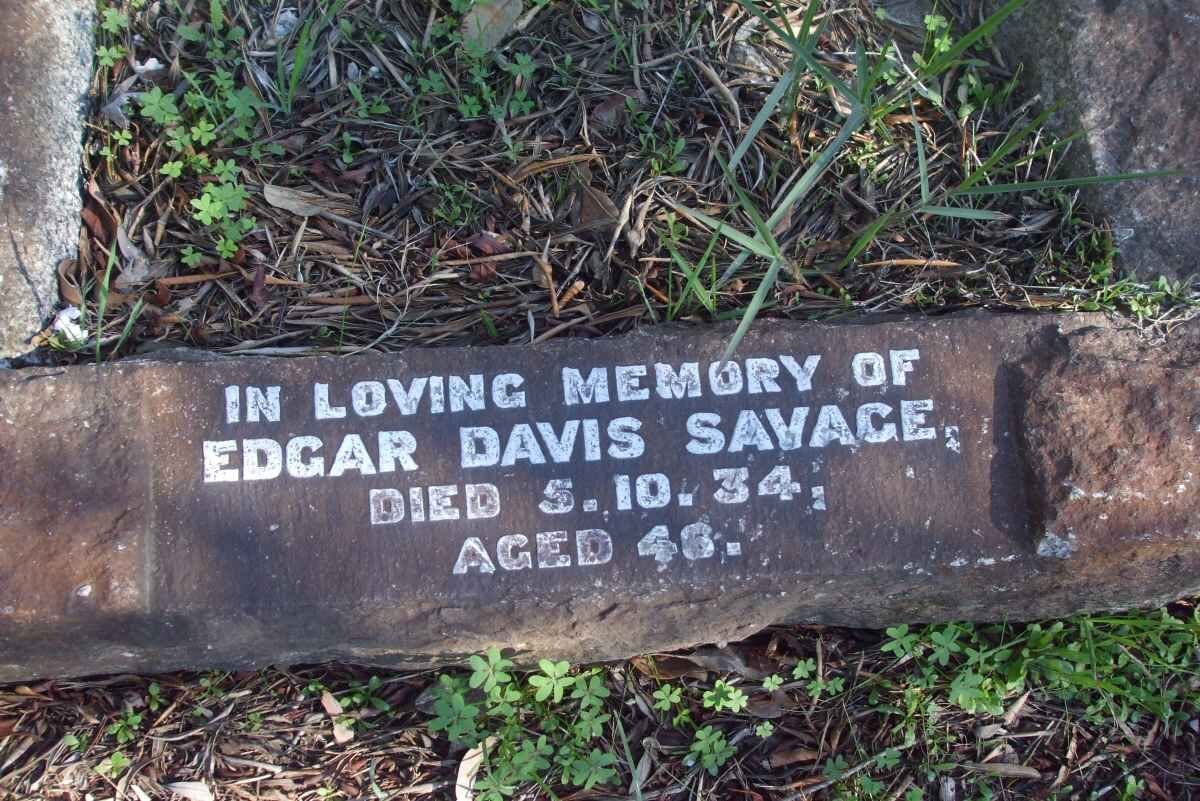 IN LOVING MEMORY OF
EDGAR DAVIS SAVAGE,
DIED 5.10.34;
AGED 46.